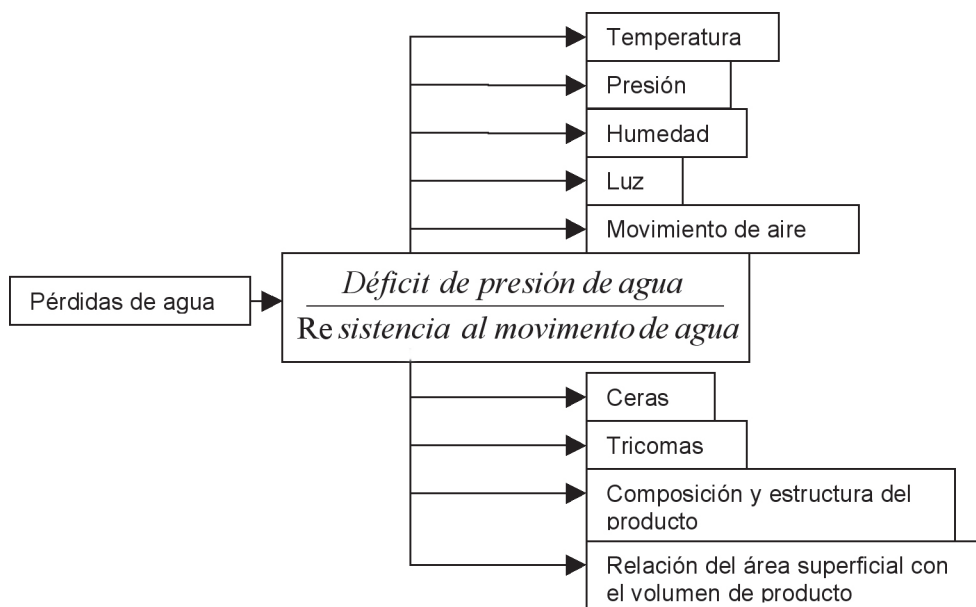 Temperatura
Presión
Humedad
Luz
Movimiento de aire
Pérdidas de agua
Déficit de presión de agua
Re sistencia al movimento de agua
Ceras
Tricomas
Composición y estructura del
producto
Relación del área superficial con
el volumen de producto